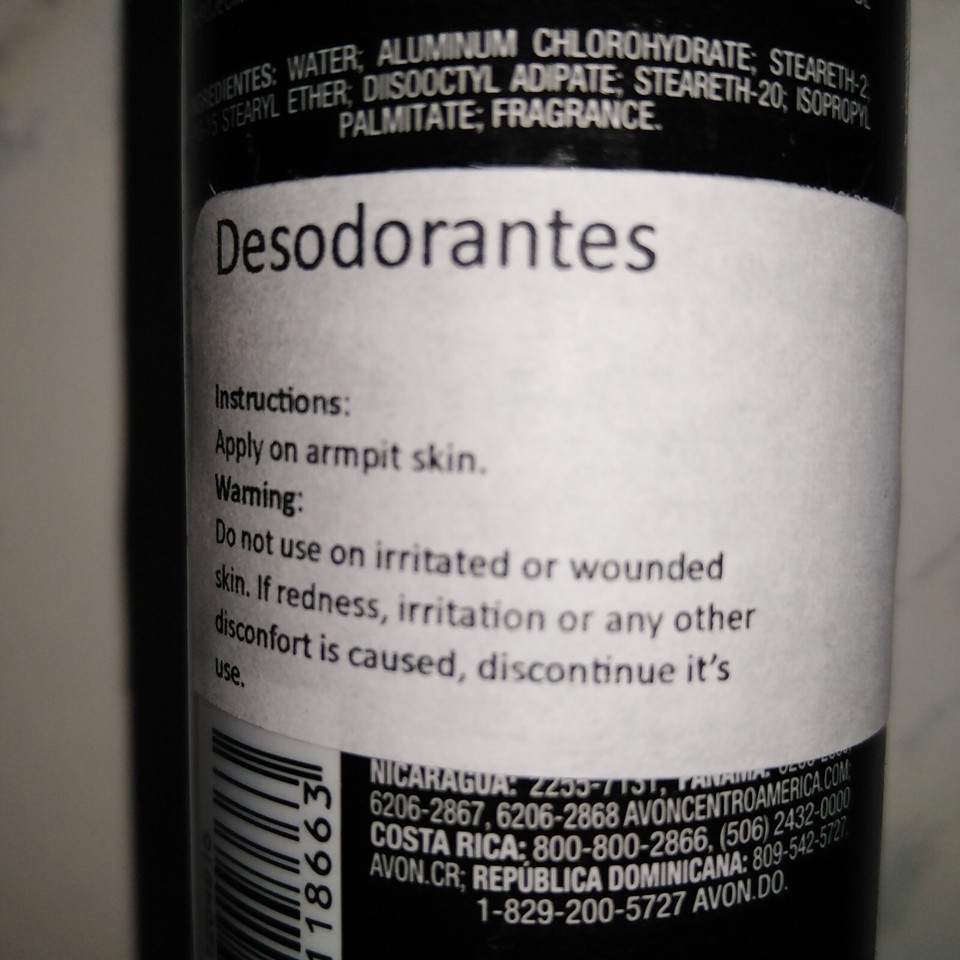 WATER; ALUMINUM CHLOROHYDRATE; STEARETH-2;
STEARYL ETHER; DIISOOCTYL ADIPATE; STEARETH-20; ISOPROPYL
PALMITATE; FRAGRANCE.
Desodorantes
Instructions:
Apply on armpit skin.
Warning:
Do not use on irritated or wounded
skin. If redness, irritation or any other
disconfort is caused, discontinue it's
use.
NICARAGUA: 2255-7131, PANAMA:
6206-2867, 6206-2868 AVONCENTROAMERICA.COM;
COSTA RICA: 800-800-2866, (506) 2432-0000
AVON.CR; REPÚBLICA DOMINICANA: 809-542-5727,
1-829-200-5727 AVON.DO.
18663